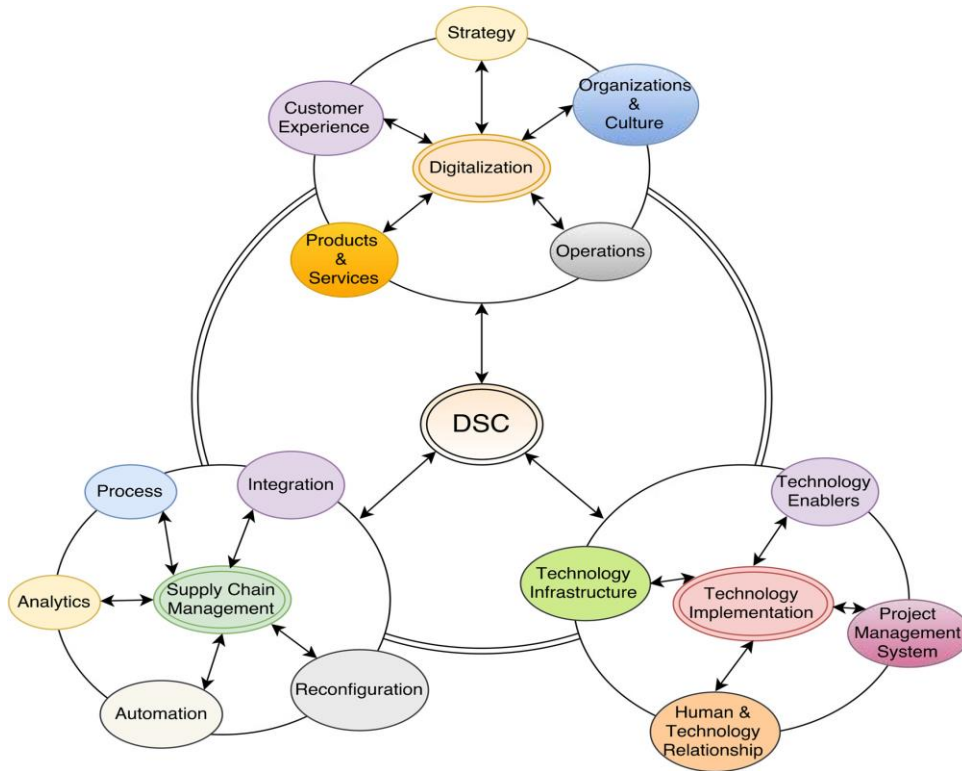 Strategy
Organizations
&
Culture
Customer
Experience
Digitalization
Products
&
Services
Operations
DSC
Process
Integration
Analytics
Supply Chain
Management
Automation
Reconfiguration
Technology
Enablers
Technology
Infrastructure
Technology
Implementation
Project
Management
System
Human &
Technology
Relationship